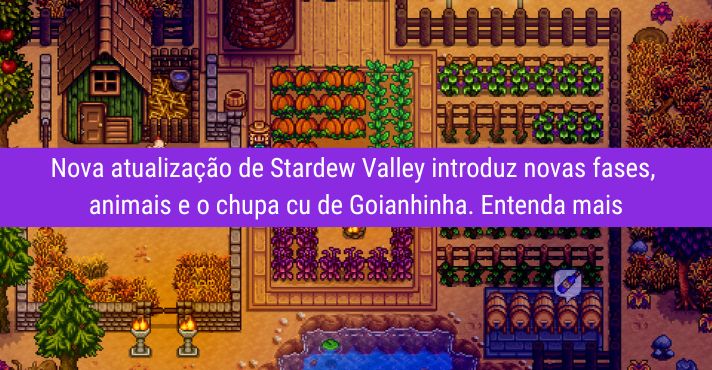 Nova atualização de Stardew Valley introduz novas fases,
animais e o chupa cu de Goianhinha. Entenda mais